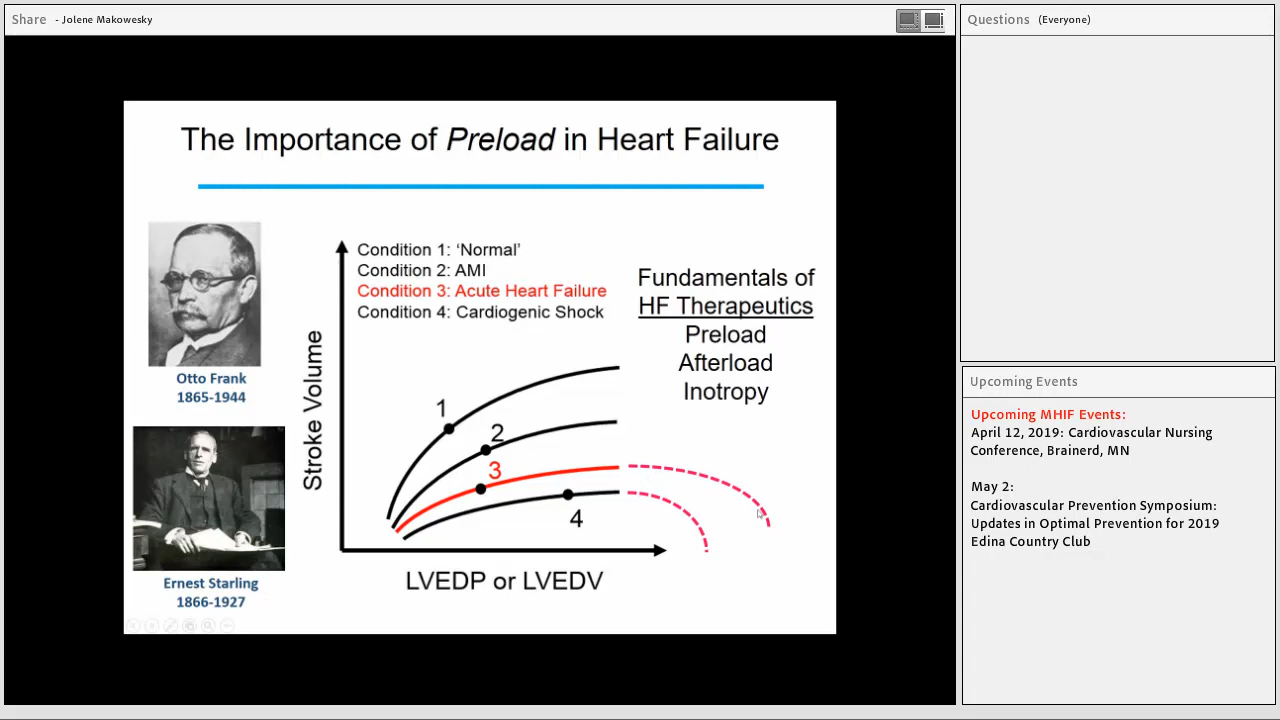 Share - Jolene Makowesky
Questions (Everyone)
The Importance of Preload in Heart Failure
Otto Frank
1865-1944
Ernest Starling
1866-1927
Stroke Volume
Condition 1: ‘Normal’
Condition 2: AMI
Condition 3: Acute Heart Failure
Condition 4: Cardiogenic Shock
1
2
3
4
LVEDP or LVEDV
Fundamentals of
HF Therapeutics
Preload
Afterload
Inotropy
Upcoming Events
Upcoming MHIF Events:
April 12, 2019: Cardiovascular Nursing
Conference, Brainerd, MN
May 2:
Cardiovascular Prevention Symposium:
Updates in Optimal Prevention for 2019
Edina Country Club